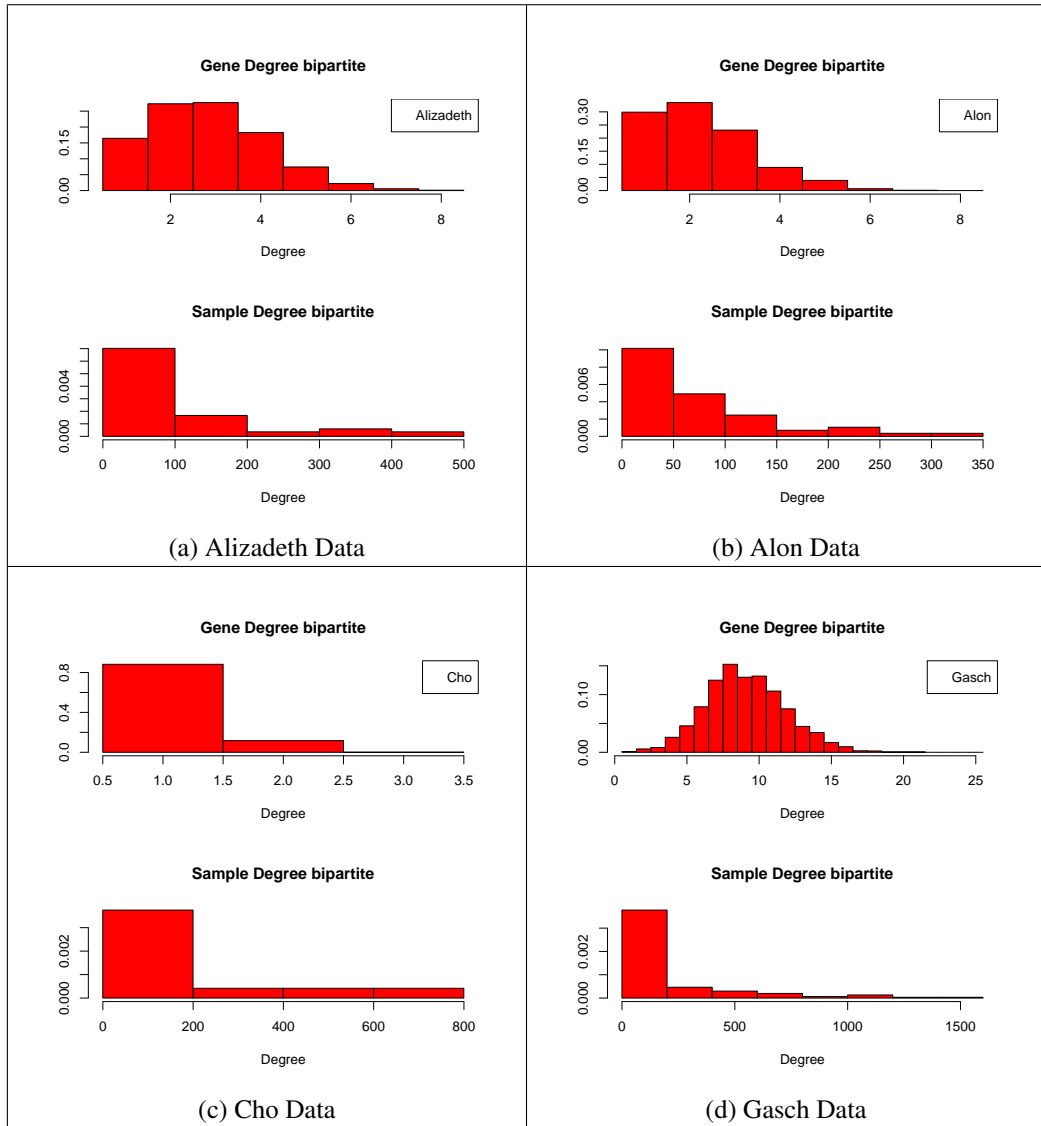 Gene Degree bipartite
Alizadeth
0.00 0.15
2 4 6 8
Degree
Sample Degree bipartite
0.000 0.004
0 100 200 300 400 500
Degree
(a) Alizadeth Data
Gene Degree bipartite
Alon
0.00 0.15 0.30
2 4 6 8
Degree
Sample Degree bipartite
0.000 0.006
0 50 100 150 200 250 300 350
Degree
(b) Alon Data
Gene Degree bipartite
Cho
0.0 0.4 0.8
0.5 1.0 1.5 2.0 2.5 3.0 3.5
Degree
Sample Degree bipartite
0.000 0.002
0 200 400 600 800
Degree
(c) Cho Data
Gene Degree bipartite
Gasch
0.00 0.10
0 5 10 15 20 25
Degree
Sample Degree bipartite
0.000 0.002
0 500 1000 1500
Degree
(d) Gasch Data